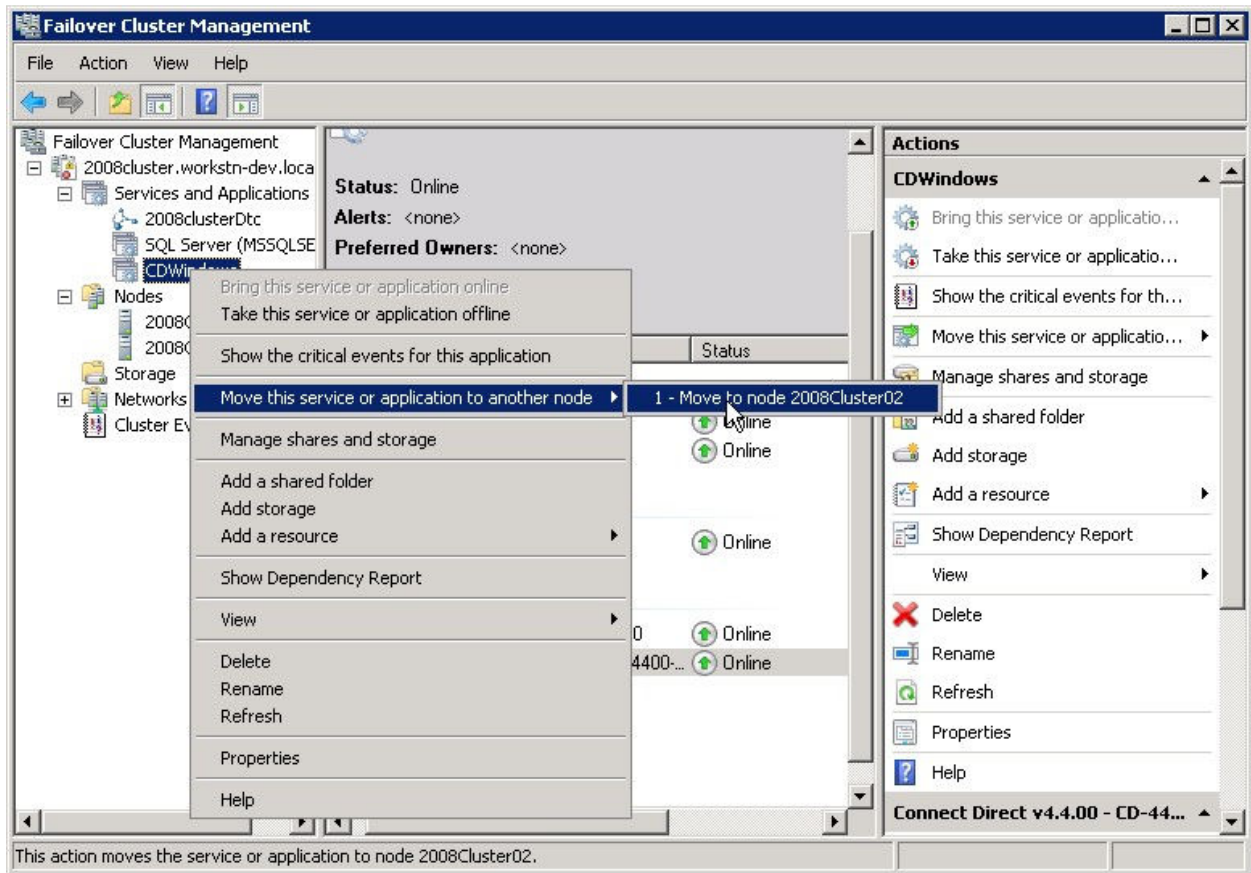 Failover Cluster Management
File Action View Help
Failover Cluster Management
2008cluster.workstn-dev.loca
Services and Applications
2008clusterDtc
SQL Server (MSSQLSE
Nodes
2008
2008
Storage
Networks
Cluster Ev
Status: Online
Alerts: <none>
Preferred Owners: <none>
Status
Online
Online
0 Online
4400-... Online
Bring this service or application online
Take this service or application offline
Show the critical events for this application
Move this service or application to another node
1 - Move to node 2008Cluster02
Manage shares and storage
Add a shared folder
Add storage
Add a resource
Show Dependency Report
View
Delete
Rename
Refresh
Properties
Help
Actions
CDWindows
Bring this service or applicatio...
Take this service or applicatio...
Show the critical events for th...
Move this service or applicatio...
Manage shares and storage
Add a shared folder
Add storage
Add a resource
Show Dependency Report
View
Delete
Rename
Refresh
Properties
Help
Connect Direct v4.4.00 - CD-44...
This action moves the service or application to node 2008Cluster02.